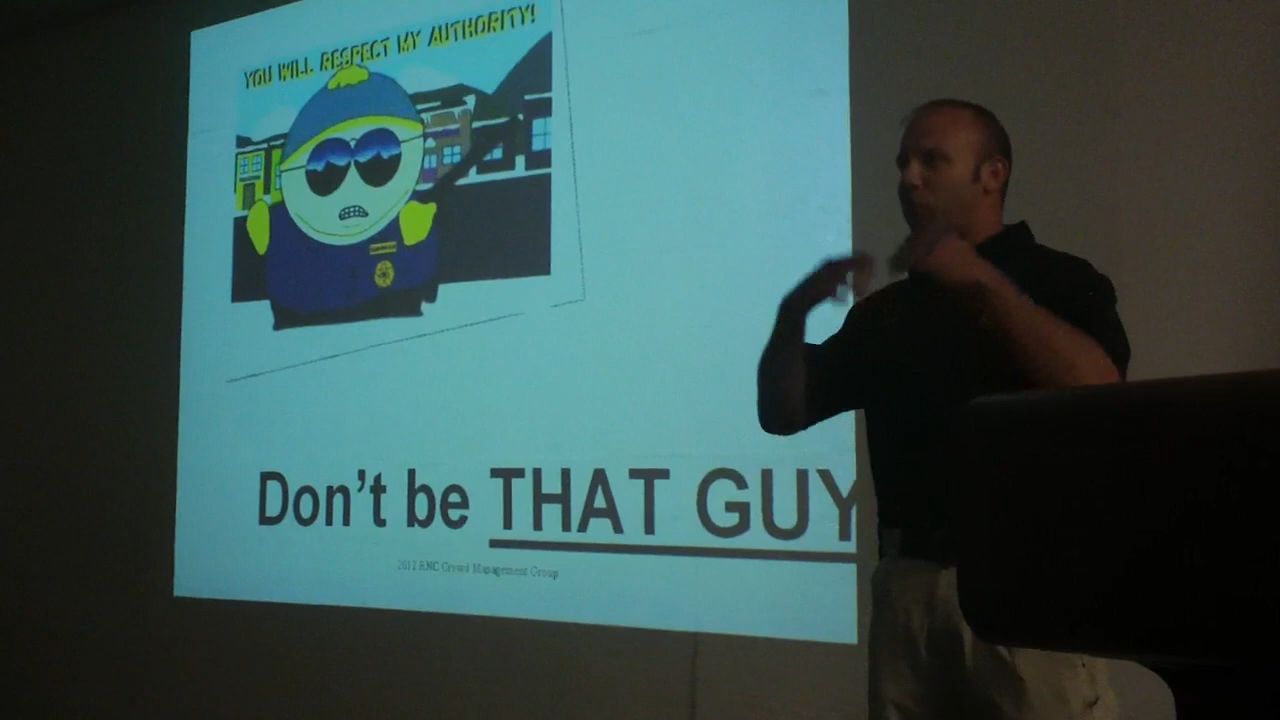 YOU WILL RESPECT MY AUTHORITY!
Don't be THAT GUY
2012 RNC Crowd Management Group